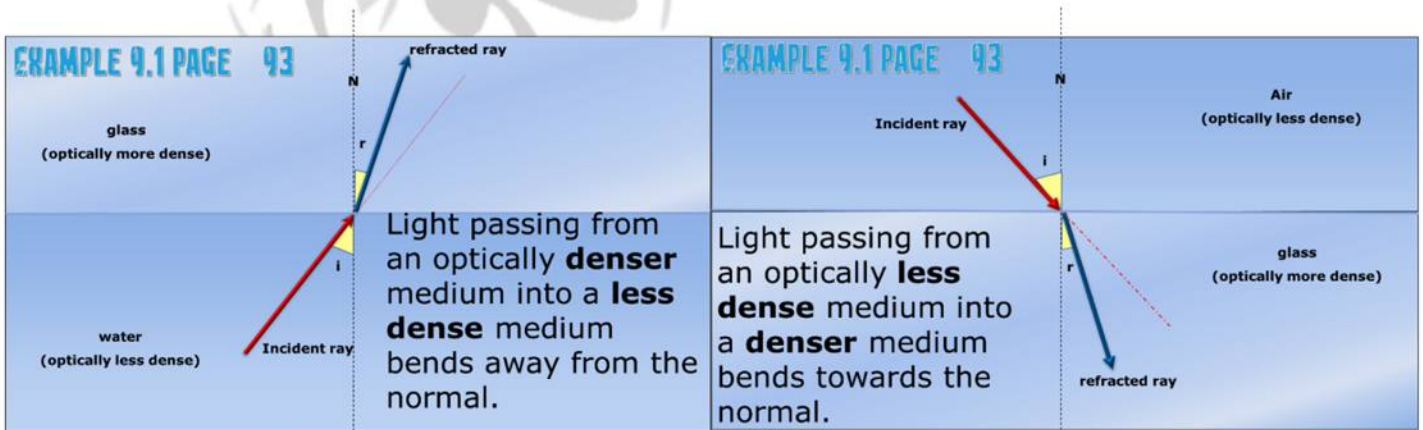 EXAMPLE 9.1 PAGE 93
refracted ray
N
glass
(optically more dense)
r
i
water
(optically less dense)
Incident ray
Light passing from
an optically denser
medium into a less
dense medium
bends away from the
normal.
EXAMPLE 9.1 PAGE 93
N
Air
(optically less dense)
Incident ray
i
Light passing from
an optically less
dense medium into
a denser medium
bends towards the
normal.
r
glass
(optically more dense)
refracted ray